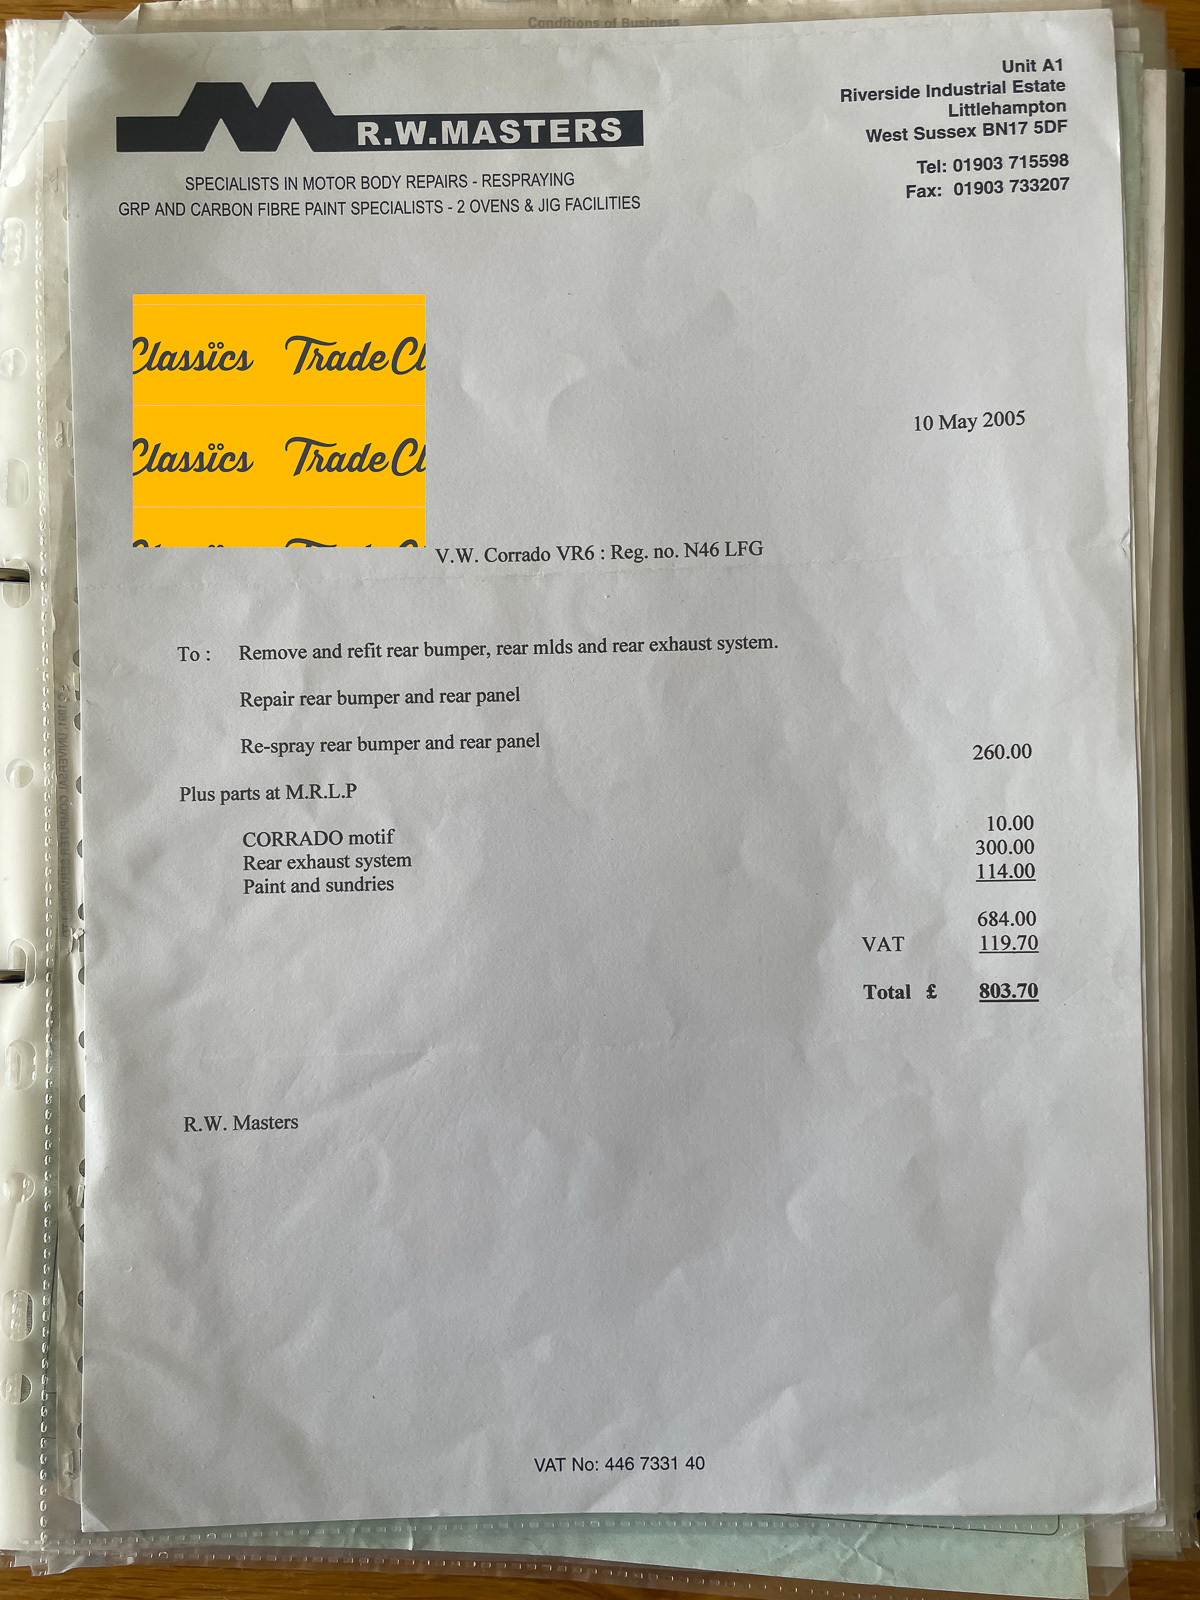 Conditions of Business
R.W.MASTERS
SPECIALISTS IN MOTOR BODY REPAIRS - RESPRAYING
GRP AND CARBON FIBRE PAINT SPECIALISTS - 2 OVENS & JIG FACILITIES
Unit A1
Riverside Industrial Estate
Littlehampton
West Sussex BN17 5DF
Tel: 01903 715598
Fax: 01903 733207
Classics Trade Cl
Classics Trade Cl
10 May 2005
V.W. Corrado VR6 : Reg. no. N46 LFG
To : Remove and refit rear bumper, rear mlds and rear exhaust system.
Repair rear bumper and rear panel
Re-spray rear bumper and rear panel 260.00
Plus parts at M.R.L.P
CORRADO motif 10.00
Rear exhaust system 300.00
Paint and sundries 114.00
684.00
VAT 119.70
Total £ 803.70
R.W. Masters
VAT No: 446 7331 40